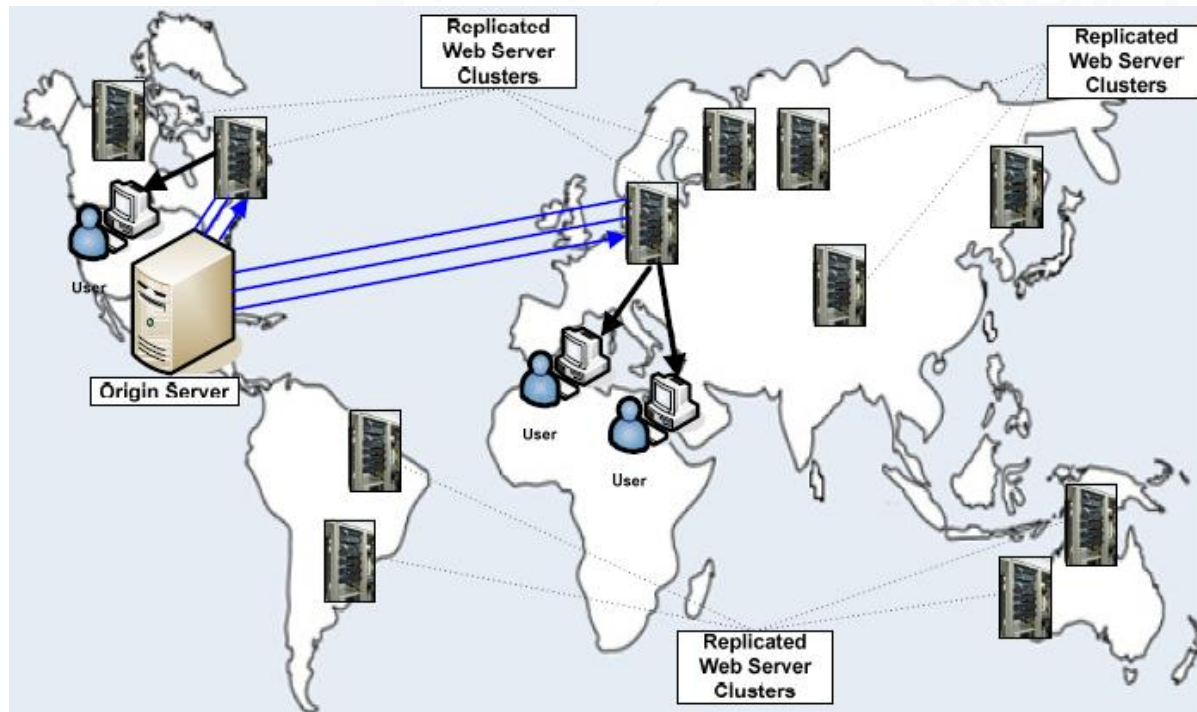 Replicated
Web Server
Clusters
Replicated
Web Server
Clusters
User
Origin Server
User
User
Replicated
Web Server
Clusters